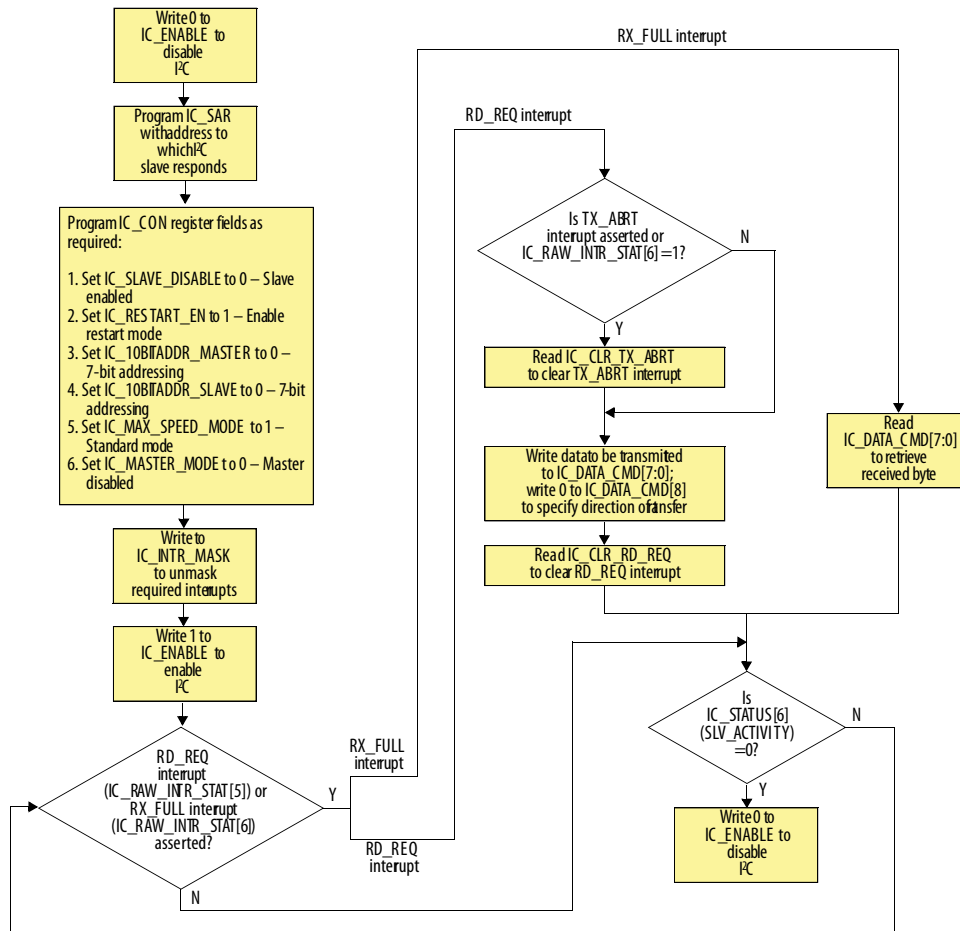 Write 0 to
IC_ENABLE to
disable
I²C
Program IC_SAR
withaddress to
whichI²C
slave responds
Program IC_CON register fields as
required:
1. Set IC_SLAVE_DISABLE to 0 – Slave
enabled
2. Set IC_RESTART_EN to 1 – Enable
restart mode
3. Set IC_10BITADDR_MASTER to 0 –
7-bit addressing
4. Set IC_10BITADDR_SLAVE to 0 – 7-bit
addressing
5. Set IC_MAX_SPEED_MODE to 1 –
Standard mode
6. Set IC_MASTER_MODE to 0 – Master
disabled
Write to
IC_INTR_MASK
to unmask
required interrupts
Write 1 to
IC_ENABLE to
enable
I²C
RD_REQ
interrupt
(IC_RAW_INTR_STAT[5]) or
RX_FULL interrupt
(IC_RAW_INTR_STAT[6])
asserted?
Y
N
RX_FULL
interrupt
RD_REQ
interrupt
RX_FULL interrupt
RD_REQ interrupt
Is TX_ABRT
interrupt asserted or
IC_RAW_INTR_STAT[6] =1?
N
Y
Read IC_CLR_TX_ABRT
to clear TX_ABRT interrupt
Write datato be transmitted
to IC_DATA_CMD[7:0];
write 0 to IC_DATA_CMD[8]
to specify direction oftransfer
Read IC_CLR_RD_REQ
to clear RD_REQ interrupt
Read
IC_DATA_CMD[7:0]
to retrieve
received byte
Is
IC_STATUS[6]
(SLV_ACTIVITY)
=0?
N
Y
Write 0 to
IC_ENABLE to
disable
I²C